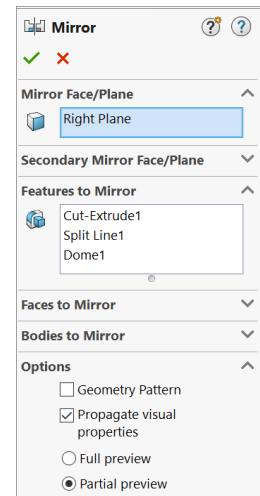 Mirror
Mirror Face/Plane
Right Plane
Secondary Mirror Face/Plane
Features to Mirror
Cut-Extrude1
Split Line1
Dome1
Faces to Mirror
Bodies to Mirror
Options
Geometry Pattern
Propagate visual
properties
Full preview
Partial preview